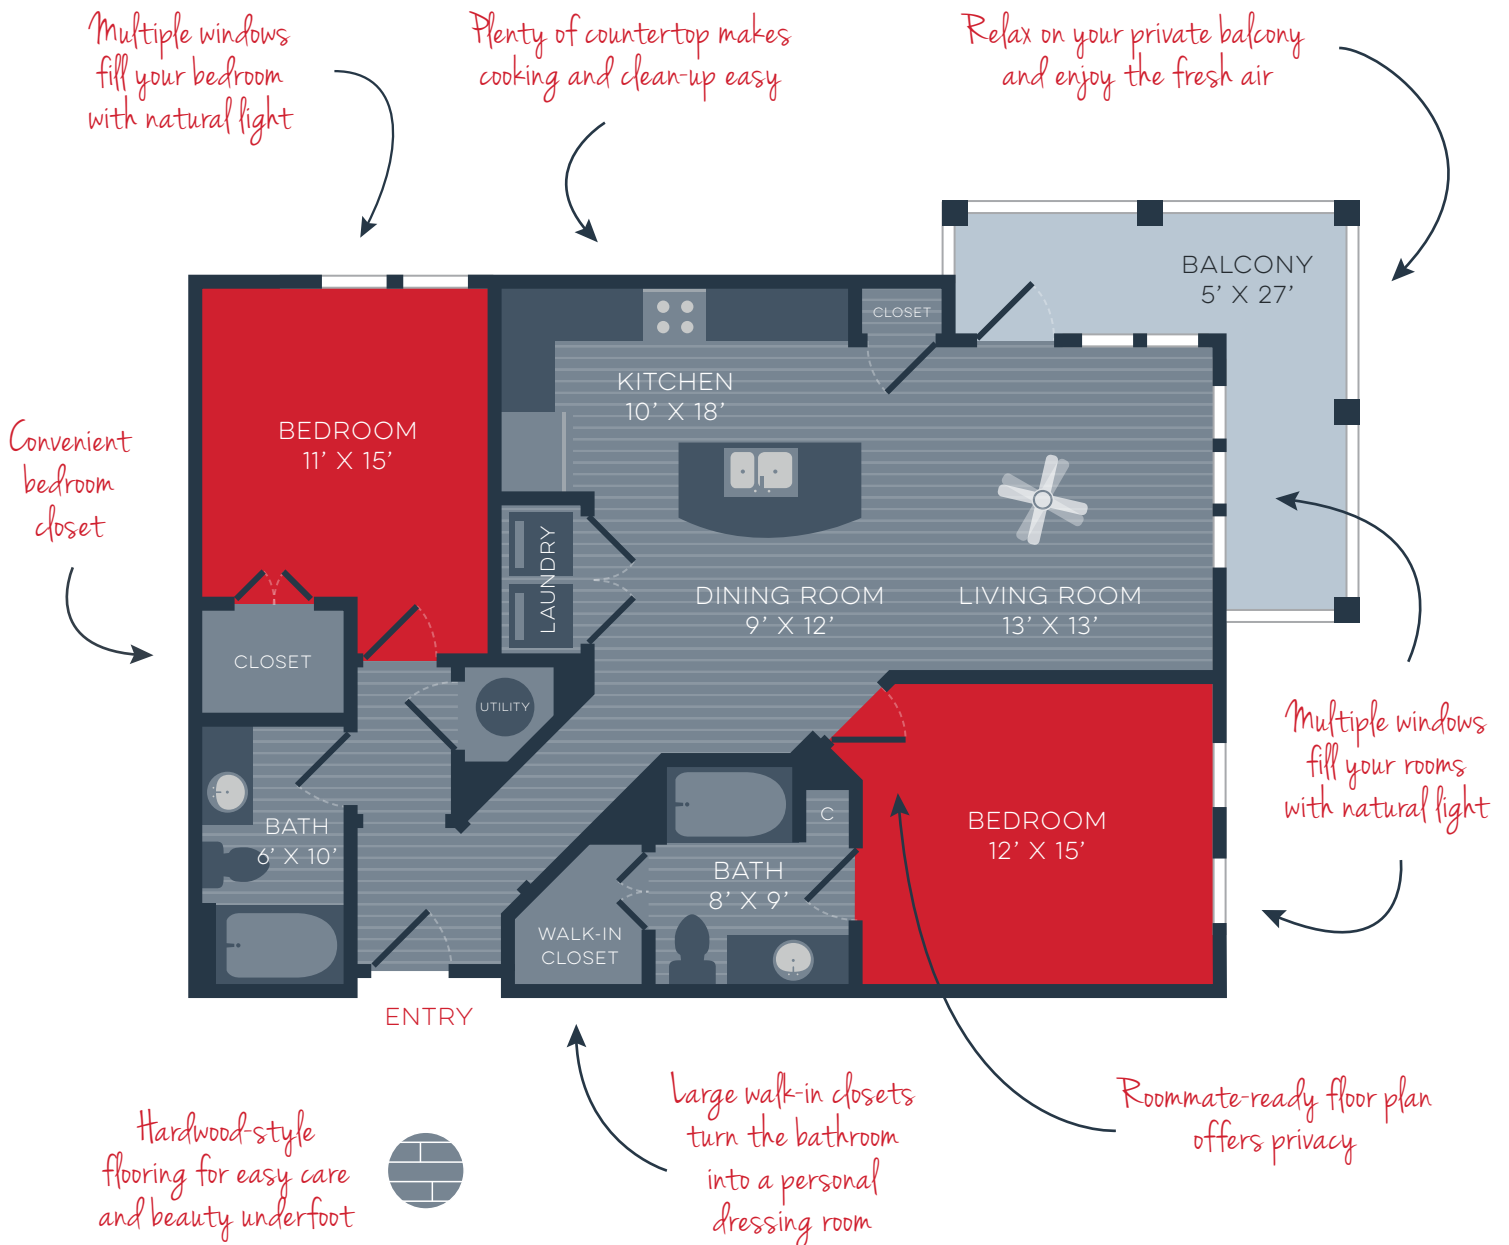 Multiple windows
fill your bedroom
with natural light
Plenty of countertop makes
cooking and clean-up easy
Relax on your private balcony
and enjoy the fresh air
BALCONY
5’ X 27’
CLOSET
KITCHEN
10’ X 18’
BEDROOM
11’ X 15’
Convenient
bedroom
closet
LAUNDRY
DINING ROOM
9’ X 12’
LIVING ROOM
13’ X 13’
CLOSET
UTILITY
Multiple windows
fill your rooms
with natural light
BATH
6’ X 10’
C
BEDROOM
12’ X 15’
BATH
8’ X 9’
WALK-IN
CLOSET
ENTRY
Hardwood-style
flooring for easy care
and beauty underfoot
Large walk-in closets
turn the bathroom
into a personal
dressing room
Roommate-ready floor plan
offers privacy